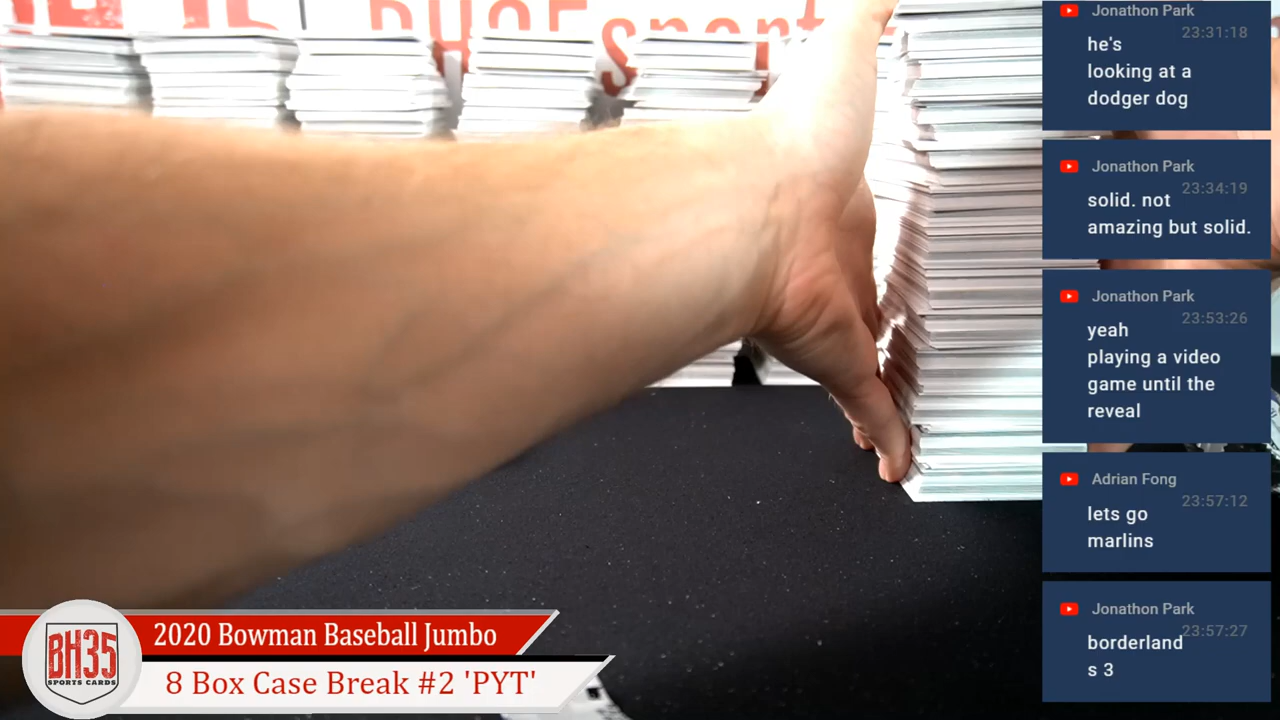 BH35 BH35Sports
Jonathon Park
23:31:18
he's
looking at a
dodger dog
Jonathon Park
23:34:19
solid. not
amazing but solid.
Jonathon Park
23:53:26
yeah
playing a video
game until the
reveal
Adrian Fong
23:57:12
lets go
marlins
Jonathon Park
23:57:27
borderland
s 3
BH35
SPORTS CARDS
2020 Bowman Baseball Jumbo
8 Box Case Break #2 'PYT'